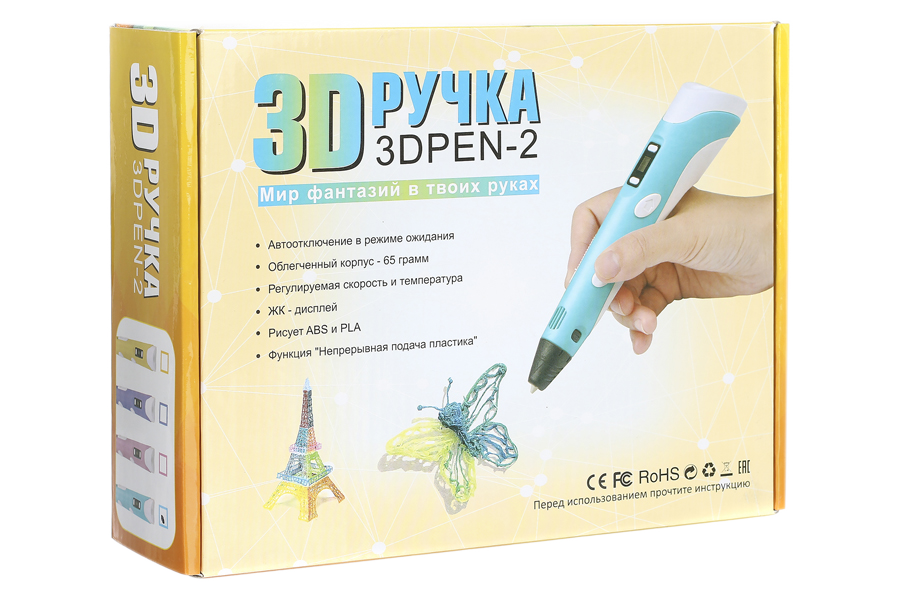 3D РУЧКА
3DPEN-2
Мир фантазий в твоих руках
• Автоотключение в режиме ожидания
• Облегченный корпус - 65 грамм
• Регулируемая скорость и температура
• ЖК - дисплей
• Рисует ABS и PLA
• Функция "Непрерывная подача пластика"
CE FC RoHS EAC
Перед использованием прочтите инструкцию
3D РУЧКА
3DPEN-2